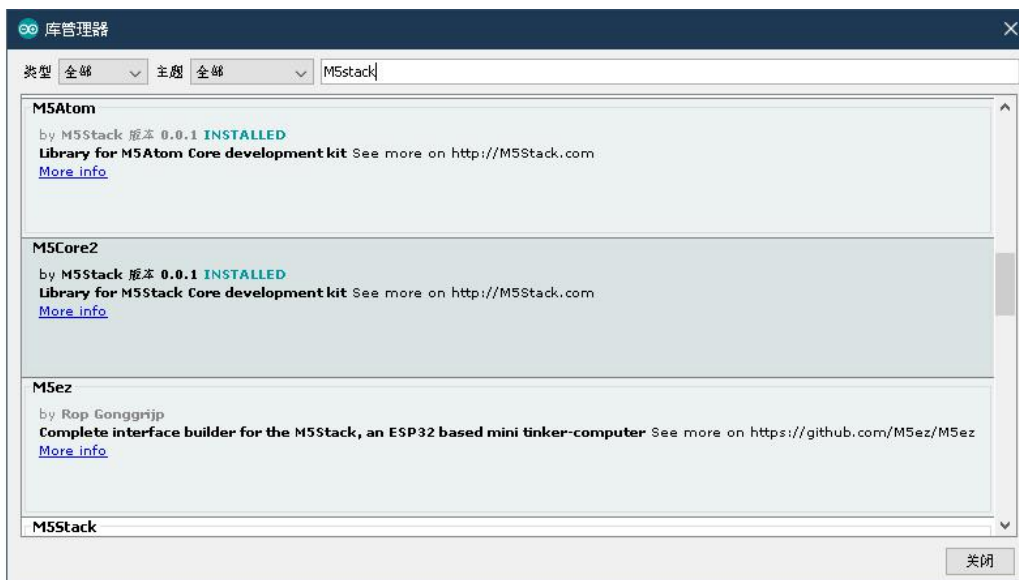 库管理器
类型 全部 主题 全部 M5stack
M5Atom
by M5Stack 版本 0.0.1 INSTALLED
Library for M5Atom Core development kit See more on http://M5Stack.com
More info
M5Core2
by M5Stack 版本 0.0.1 INSTALLED
Library for M5Stack Core development kit See more on http://M5Stack.com
More info
M5ez
by Rop Gonggrijp
Complete interface builder for the M5Stack, an ESP32 based mini tinker-computer See more on https://github.com/M5ez/M5ez
More info
M5Stack
关闭